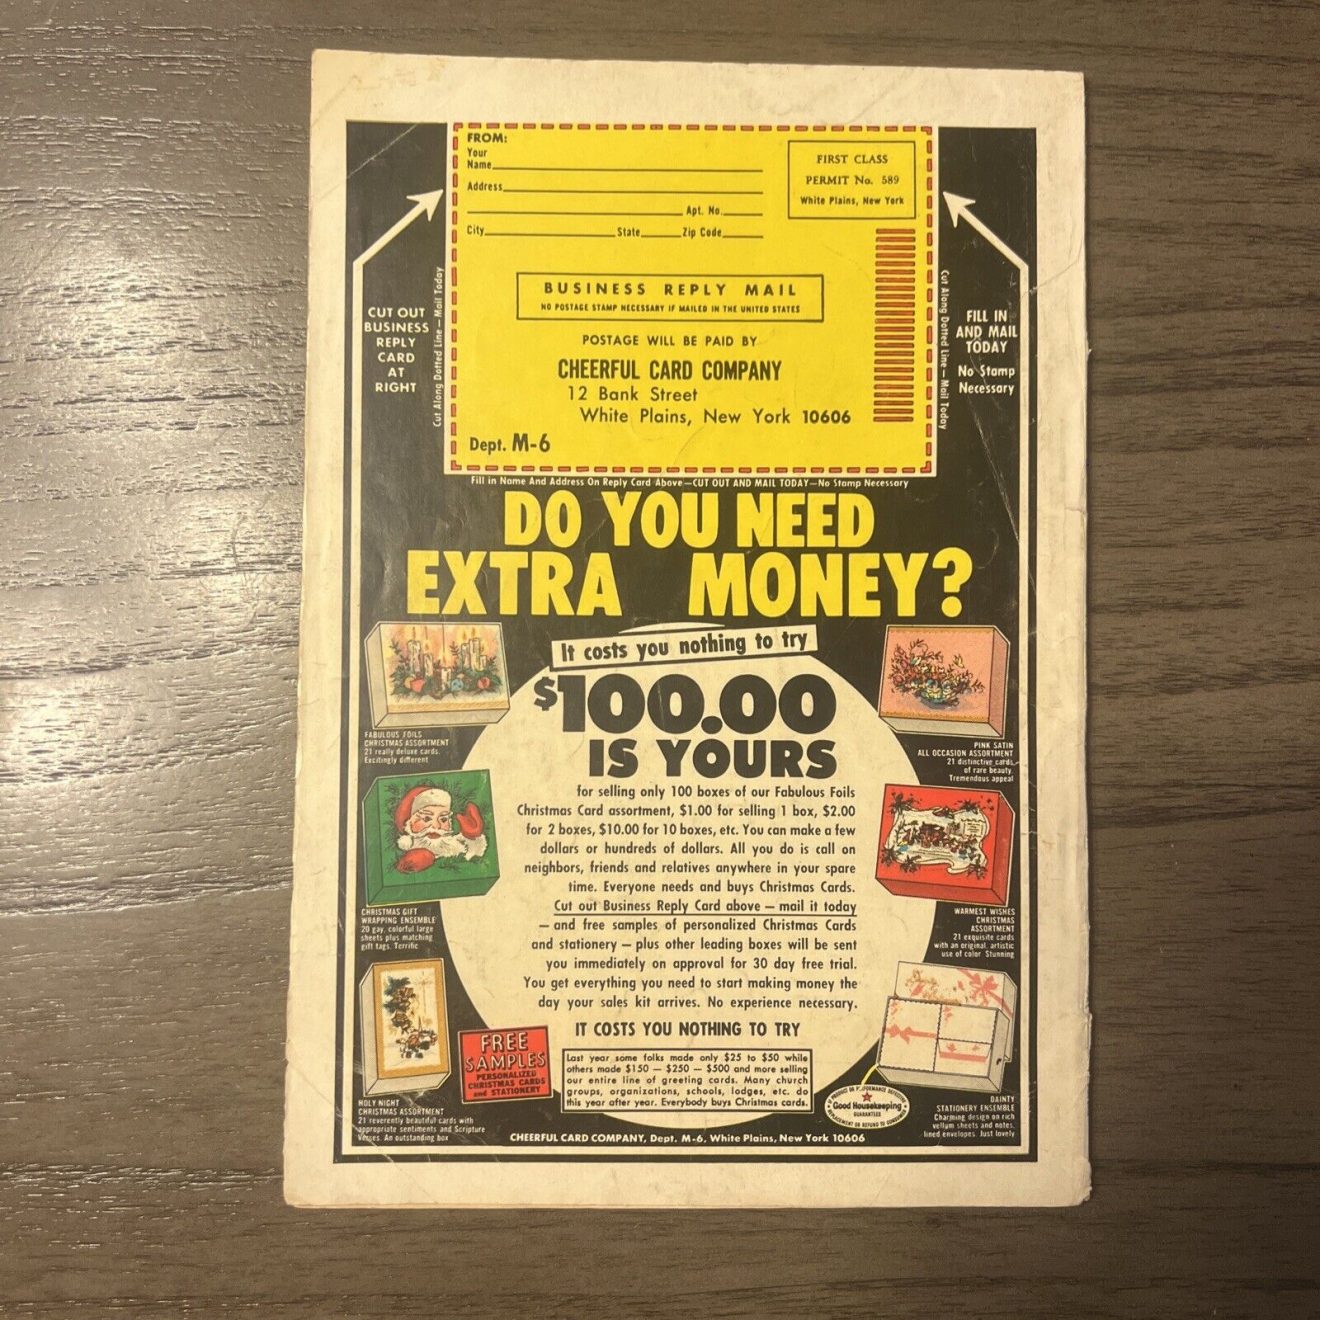 FROM:
Your
Name
Address
Apt. No.
City State Zip Code
FIRST CLASS
PERMIT No. 589
White Plains, New York
BUSINESS REPLY MAIL
NO POSTAGE STAMP NECESSARY IF MAILED IN THE UNITED STATES
POSTAGE WILL BE PAID BY
CHEERFUL CARD COMPANY
12 Bank Street
White Plains, New York 10606
Dept. M-6
CUT OUT
BUSINESS
REPLY
CARD
AT
RIGHT
Cut Along Dotted Line—Mail Today
Cut Along Dotted Line—Mail Today
FILL IN
AND MAIL
TODAY
No Stamp
Necessary
Fill in Name And Address On Reply Card Above—CUT OUT AND MAIL TODAY—No Stamp Necessary
DO YOU NEED
EXTRA MONEY?
It costs you nothing to try
$100.00
IS YOURS
for selling only 100 boxes of our Fabulous Foils
Christmas Card assortment, $1.00 for selling 1 box, $2.00
for 2 boxes, $10.00 for 10 boxes, etc. You can make a few
dollars or hundreds of dollars. All you do is call on
neighbors, friends and relatives anywhere in your spare
time. Everyone needs and buys Christmas Cards.
Cut out Business Reply Card above — mail it today
— and free samples of personalized Christmas Cards
and stationery — plus other leading boxes will be sent
you immediately on approval for 30 day free trial.
You get everything you need to start making money the
day your sales kit arrives. No experience necessary.
IT COSTS YOU NOTHING TO TRY
Last year some folks made only $25 to $50 while
others made $150 — $250 — $500 and more selling
our entire line of greeting cards. Many church
groups, organizations, schools, lodges, etc. do
this year after year. Everybody buys Christmas cards.
FABULOUS FOILS
CHRISTMAS ASSORTMENT
21 really deluxe cards.
Excitingly different
CHRISTMAS GIFT
WRAPPING ENSEMBLE
20 gay, colorful large
sheets plus matching
gift tags. Terrific
HOLY NIGHT
CHRISTMAS ASSORTMENT
21 reverently beautiful cards with
appropriate sentiments and Scripture
Verses. An outstanding box
FREE
SAMPLES
PERSONALIZED
CHRISTMAS CARDS
and STATIONERY
PINK SATIN
ALL OCCASION ASSORTMENT
21 distinctive cards
of rare beauty.
Tremendous appeal
WARMEST WISHES
CHRISTMAS
ASSORTMENT
21 exquisite cards
with an original, artistic
use of color Stunning
DAINTY
STATIONERY ENSEMBLE
Charming design on rich
vellum sheets and notes,
lined envelopes. Just lovely
Good Housekeeping
GUARANTEES
CHEERFUL CARD COMPANY, Dept. M-6, White Plains, New York 10606